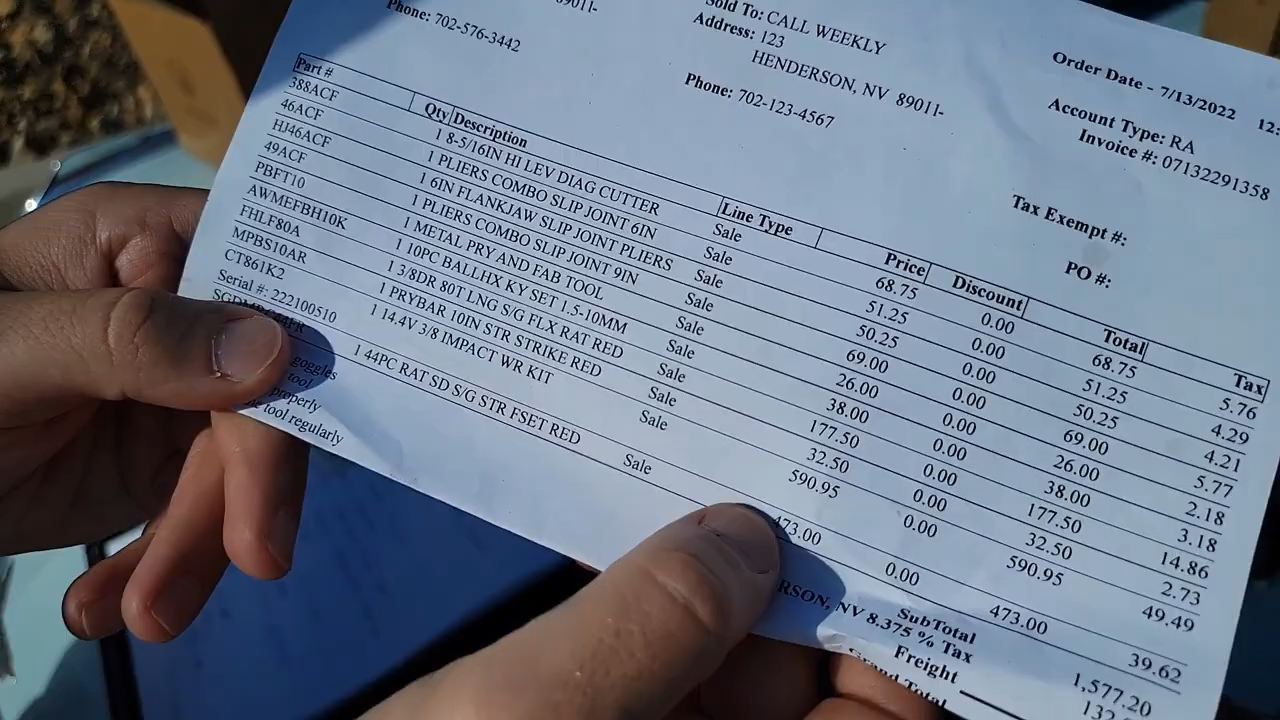 89011-
Phone: 702-576-3442
Sold To: CALL WEEKLY
Address: 123
HENDERSON, NV 89011-
Phone: 702-123-4567
Order Date - 7/13/2022 12:
Account Type: RA
Invoice #: 07132291358
Tax Exempt #:
PO #:
Part # Qty Description Line Type Price Discount Total Tax
388ACF 1 8-5/16IN HI LEV DIAG CUTTER Sale 68.75 0.00 68.75 5.76
46ACF 1 PLIERS COMBO SLIP JOINT 6IN Sale 51.25 0.00 51.25 4.29
HJ46ACF 1 6IN FLANKJAW SLIP JOINT PLIERS Sale 50.25 0.00 50.25 4.21
49ACF 1 PLIERS COMBO SLIP JOINT 9IN Sale 69.00 0.00 69.00 5.77
PBFT10 1 METAL PRY AND FAB TOOL Sale 26.00 0.00 26.00 2.18
AWMEFBH10K 1 10PC BALLHX KY SET 1.5-10MM Sale 38.00 0.00 38.00 3.18
FHLF80A 1 3/8DR 80T LNG S/G FLX RAT RED Sale 177.50 0.00 177.50 14.86
MPBS10AR 1 PRYBAR 10IN STR STRIKE RED Sale 32.50 0.00 32.50 2.73
CT861K2 1 14.4V 3/8 IMPACT WR KIT Sale 590.95 0.00 590.95 49.49
Serial #: 222100510
1 44PC RAT SD S/G STR FSET RED Sale 473.00 0.00 473.00 39.62
goggles
tool
properly
tool regularly
SubTotal 1,577.20
NV 8.375 % Tax 132.
Freight
Total